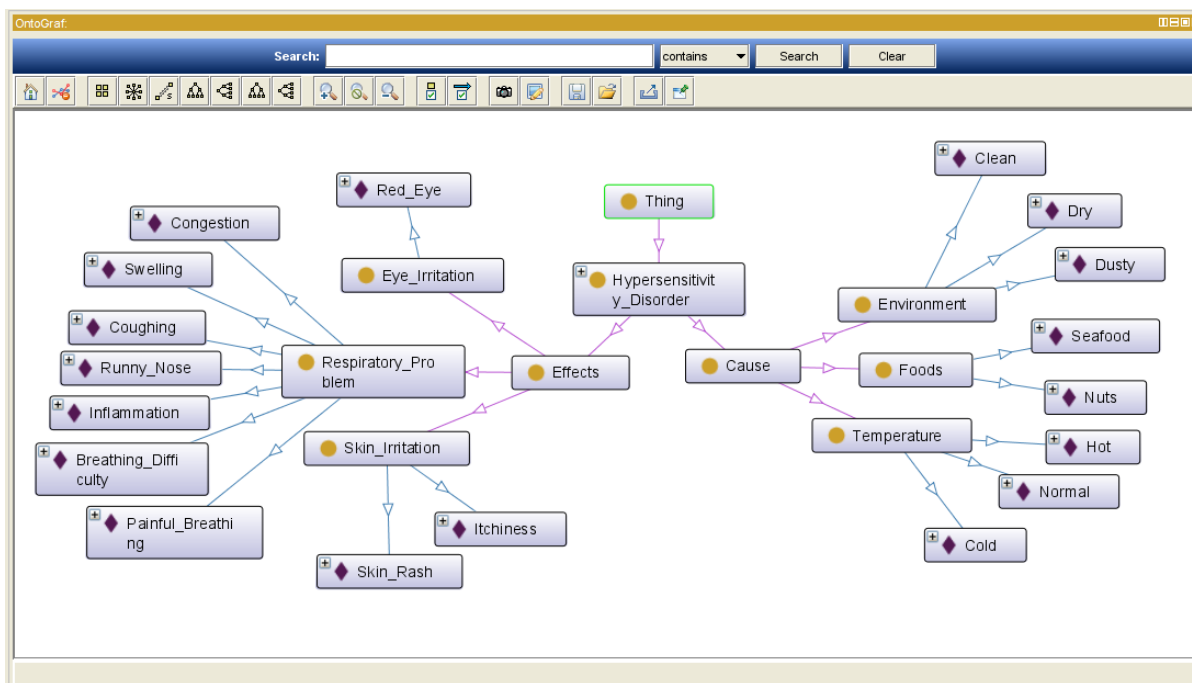 OntoGraf:
Search:
contains
Search
Clear
Clean
Red_Eye
Thing
Dry
Congestion
Swelling
Eye_Irritation
Hypersensitivit
y_Disorder
Dusty
Environment
Coughing
Seafood
Runny_Nose
Respiratory_Pro
blem
Effects
Cause
Foods
Nuts
Inflammation
Skin_Irritation
Temperature
Hot
Breathing_Diffi
culty
Normal
Painful_Breathi
ng
Itchiness
Cold
Skin_Rash